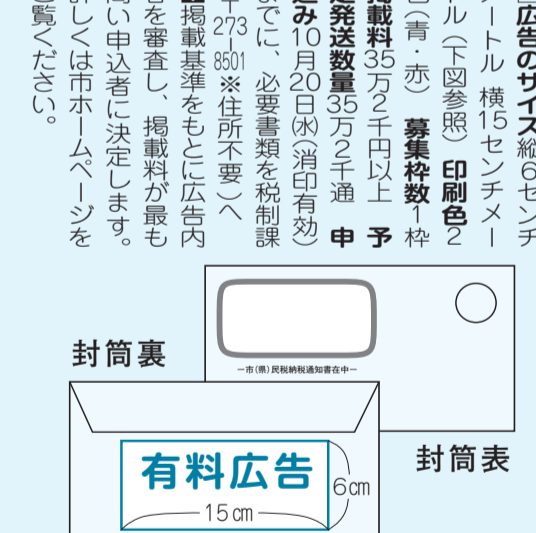 広告のサイズ縦6センチ
メートル 横15センチメー
トル（下図参照） 印刷色2
色（青・赤） 募集枠数1枠
掲載料35万2千円以上 予
定発送数量35万2千通 申
込み10月20日㈬（消印有効）
までに、必要書類を税制課
（〒273-8501※住所不要）へ
掲載基準をもとに広告内
容を審査し、掲載料が最も
高い申込者に決定します。
詳しくは市ホームページを
ご覧ください。
封筒裏
ー市（県）民税納税通知書在中ー
封筒表
有料広告
6㎝
15㎝